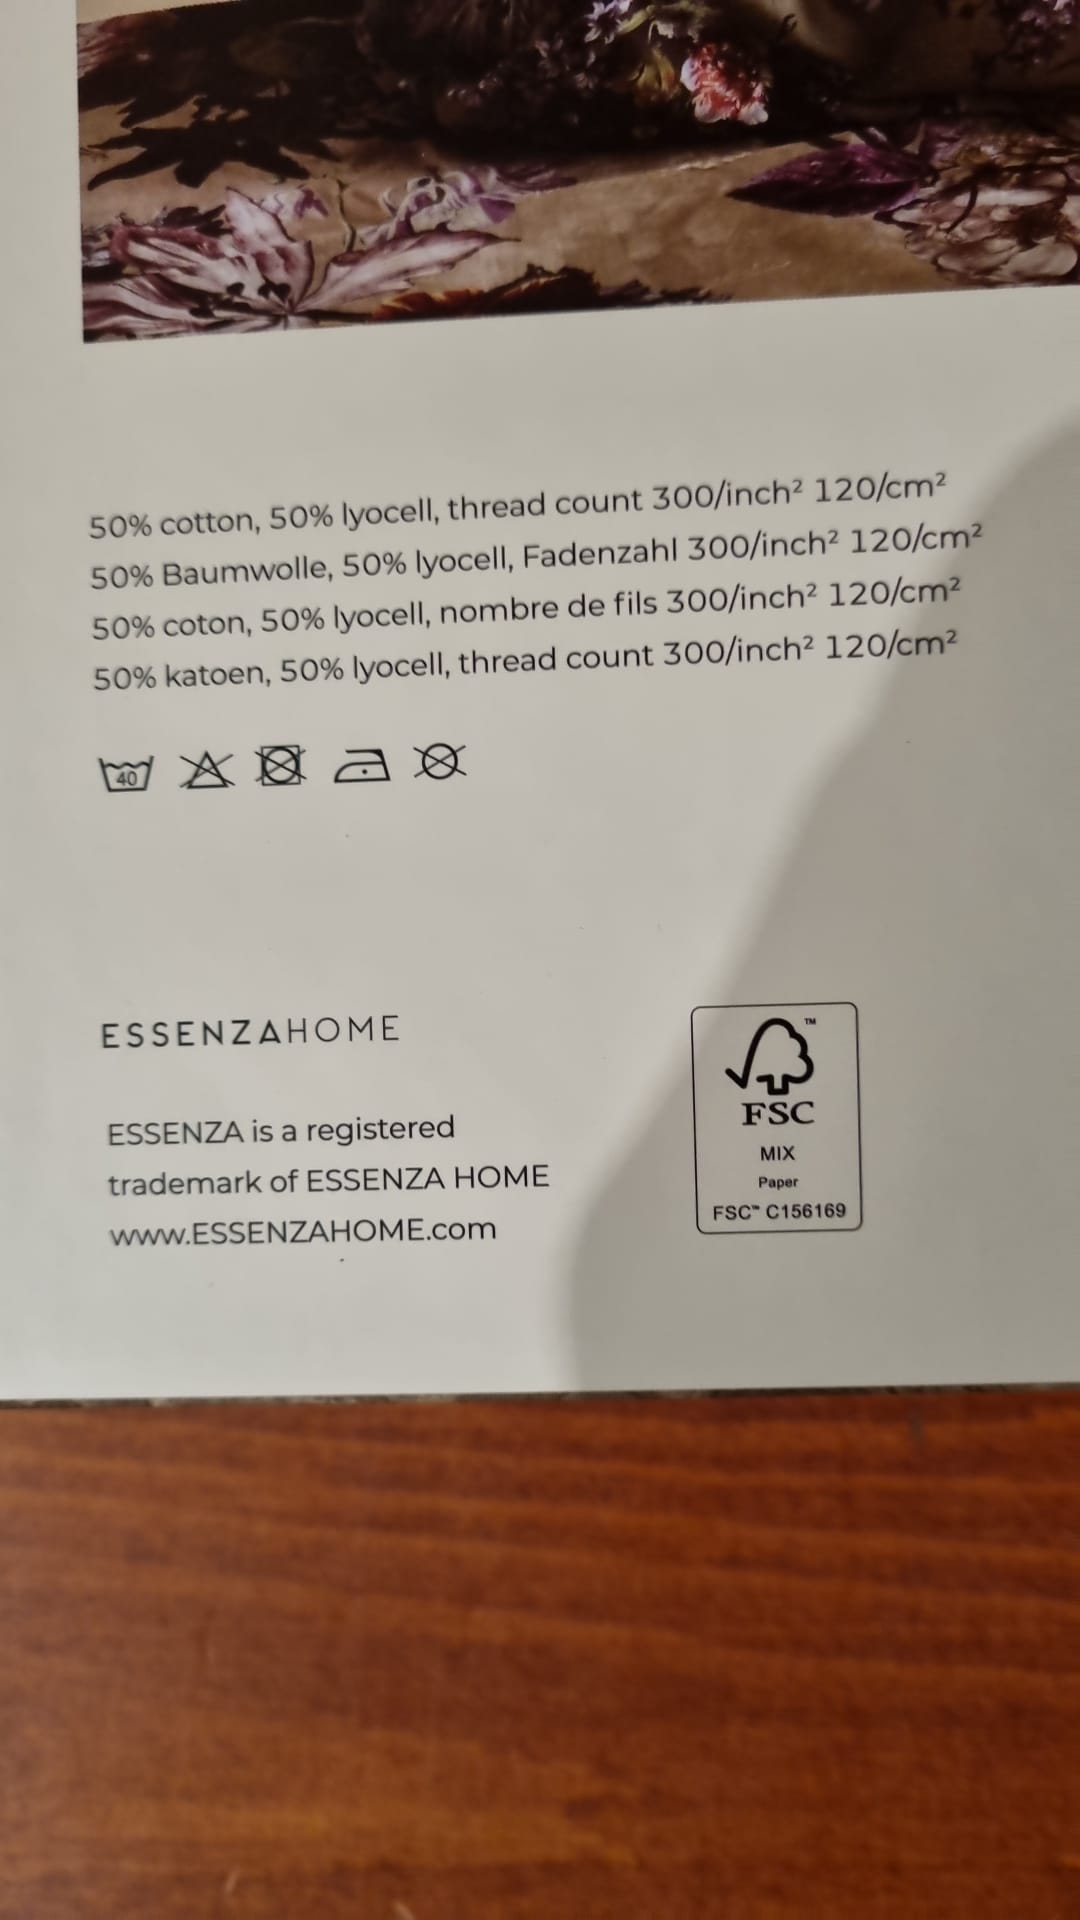 50% cotton, 50% lyocell, thread count 300/inch² 120/cm²
50% Baumwolle, 50% lyocell, Fadenzahl 300/inch² 120/cm²
50% coton, 50% lyocell, nombre de fils 300/inch² 120/cm²
50% katoen, 50% lyocell, thread count 300/inch² 120/cm²
40
ESSENZAHOME
ESSENZA is a registered
trademark of ESSENZA HOME
www.ESSENZAHOME.com
™
FSC
MIX
Paper
FSC™ C156169